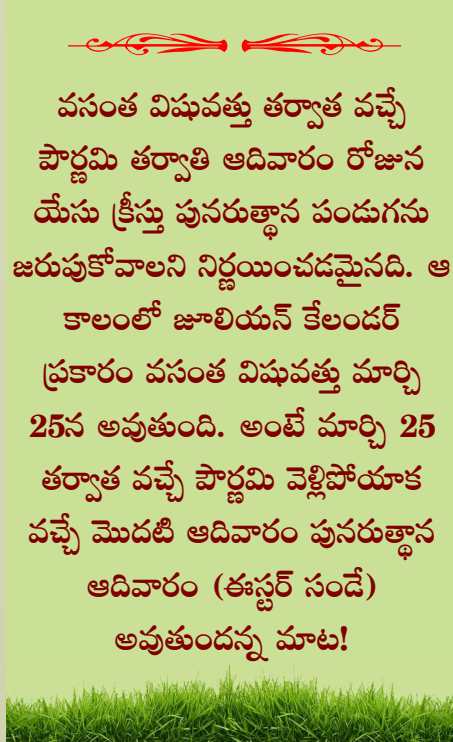 వసంత విషువత్తు తర్వాత వచ్చే
పౌర్ణమి తర్వాతి ఆదివారం రోజున
యేసు క్రీస్తు పునరుత్థాన పండుగను
జరుపుకోవాలని నిర్ణయించడమైనది. ఆ
కాలంలో జూలియన్ కేలండర్
ప్రకారం వసంత విషువత్తు మార్చి
25న అవుతుంది. అంటే మార్చి 25
తర్వాత వచ్చే పౌర్ణమి వెళ్లిపోయాక
వచ్చే మొదటి ఆదివారం పునరుత్థాన
ఆదివారం (ఈస్టర్ సండే)
అవుతుందన్న మాట!